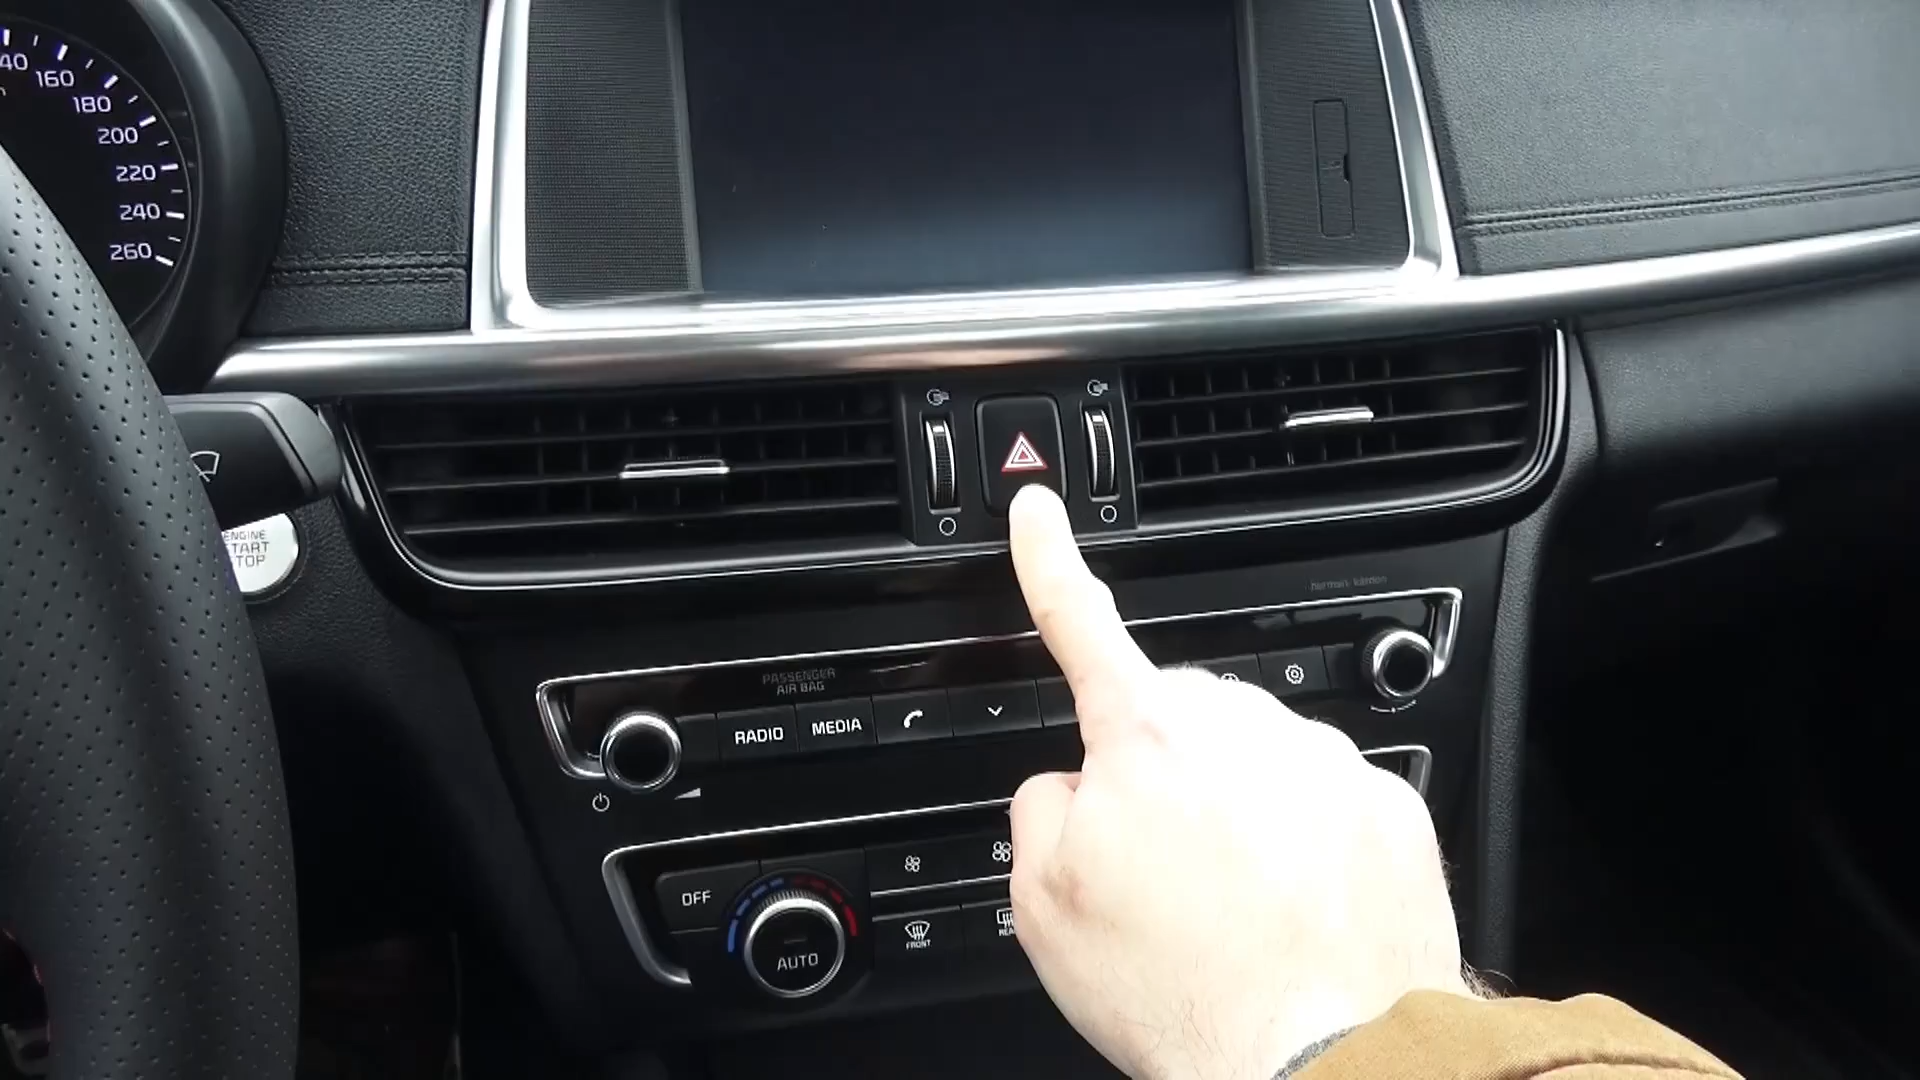 40
160
180
200
220
240
260
ENGINE
START
STOP
harman/kardon
PASSENGER
AIR BAG
RADIO
MEDIA
OFF
AUTO
FRONT